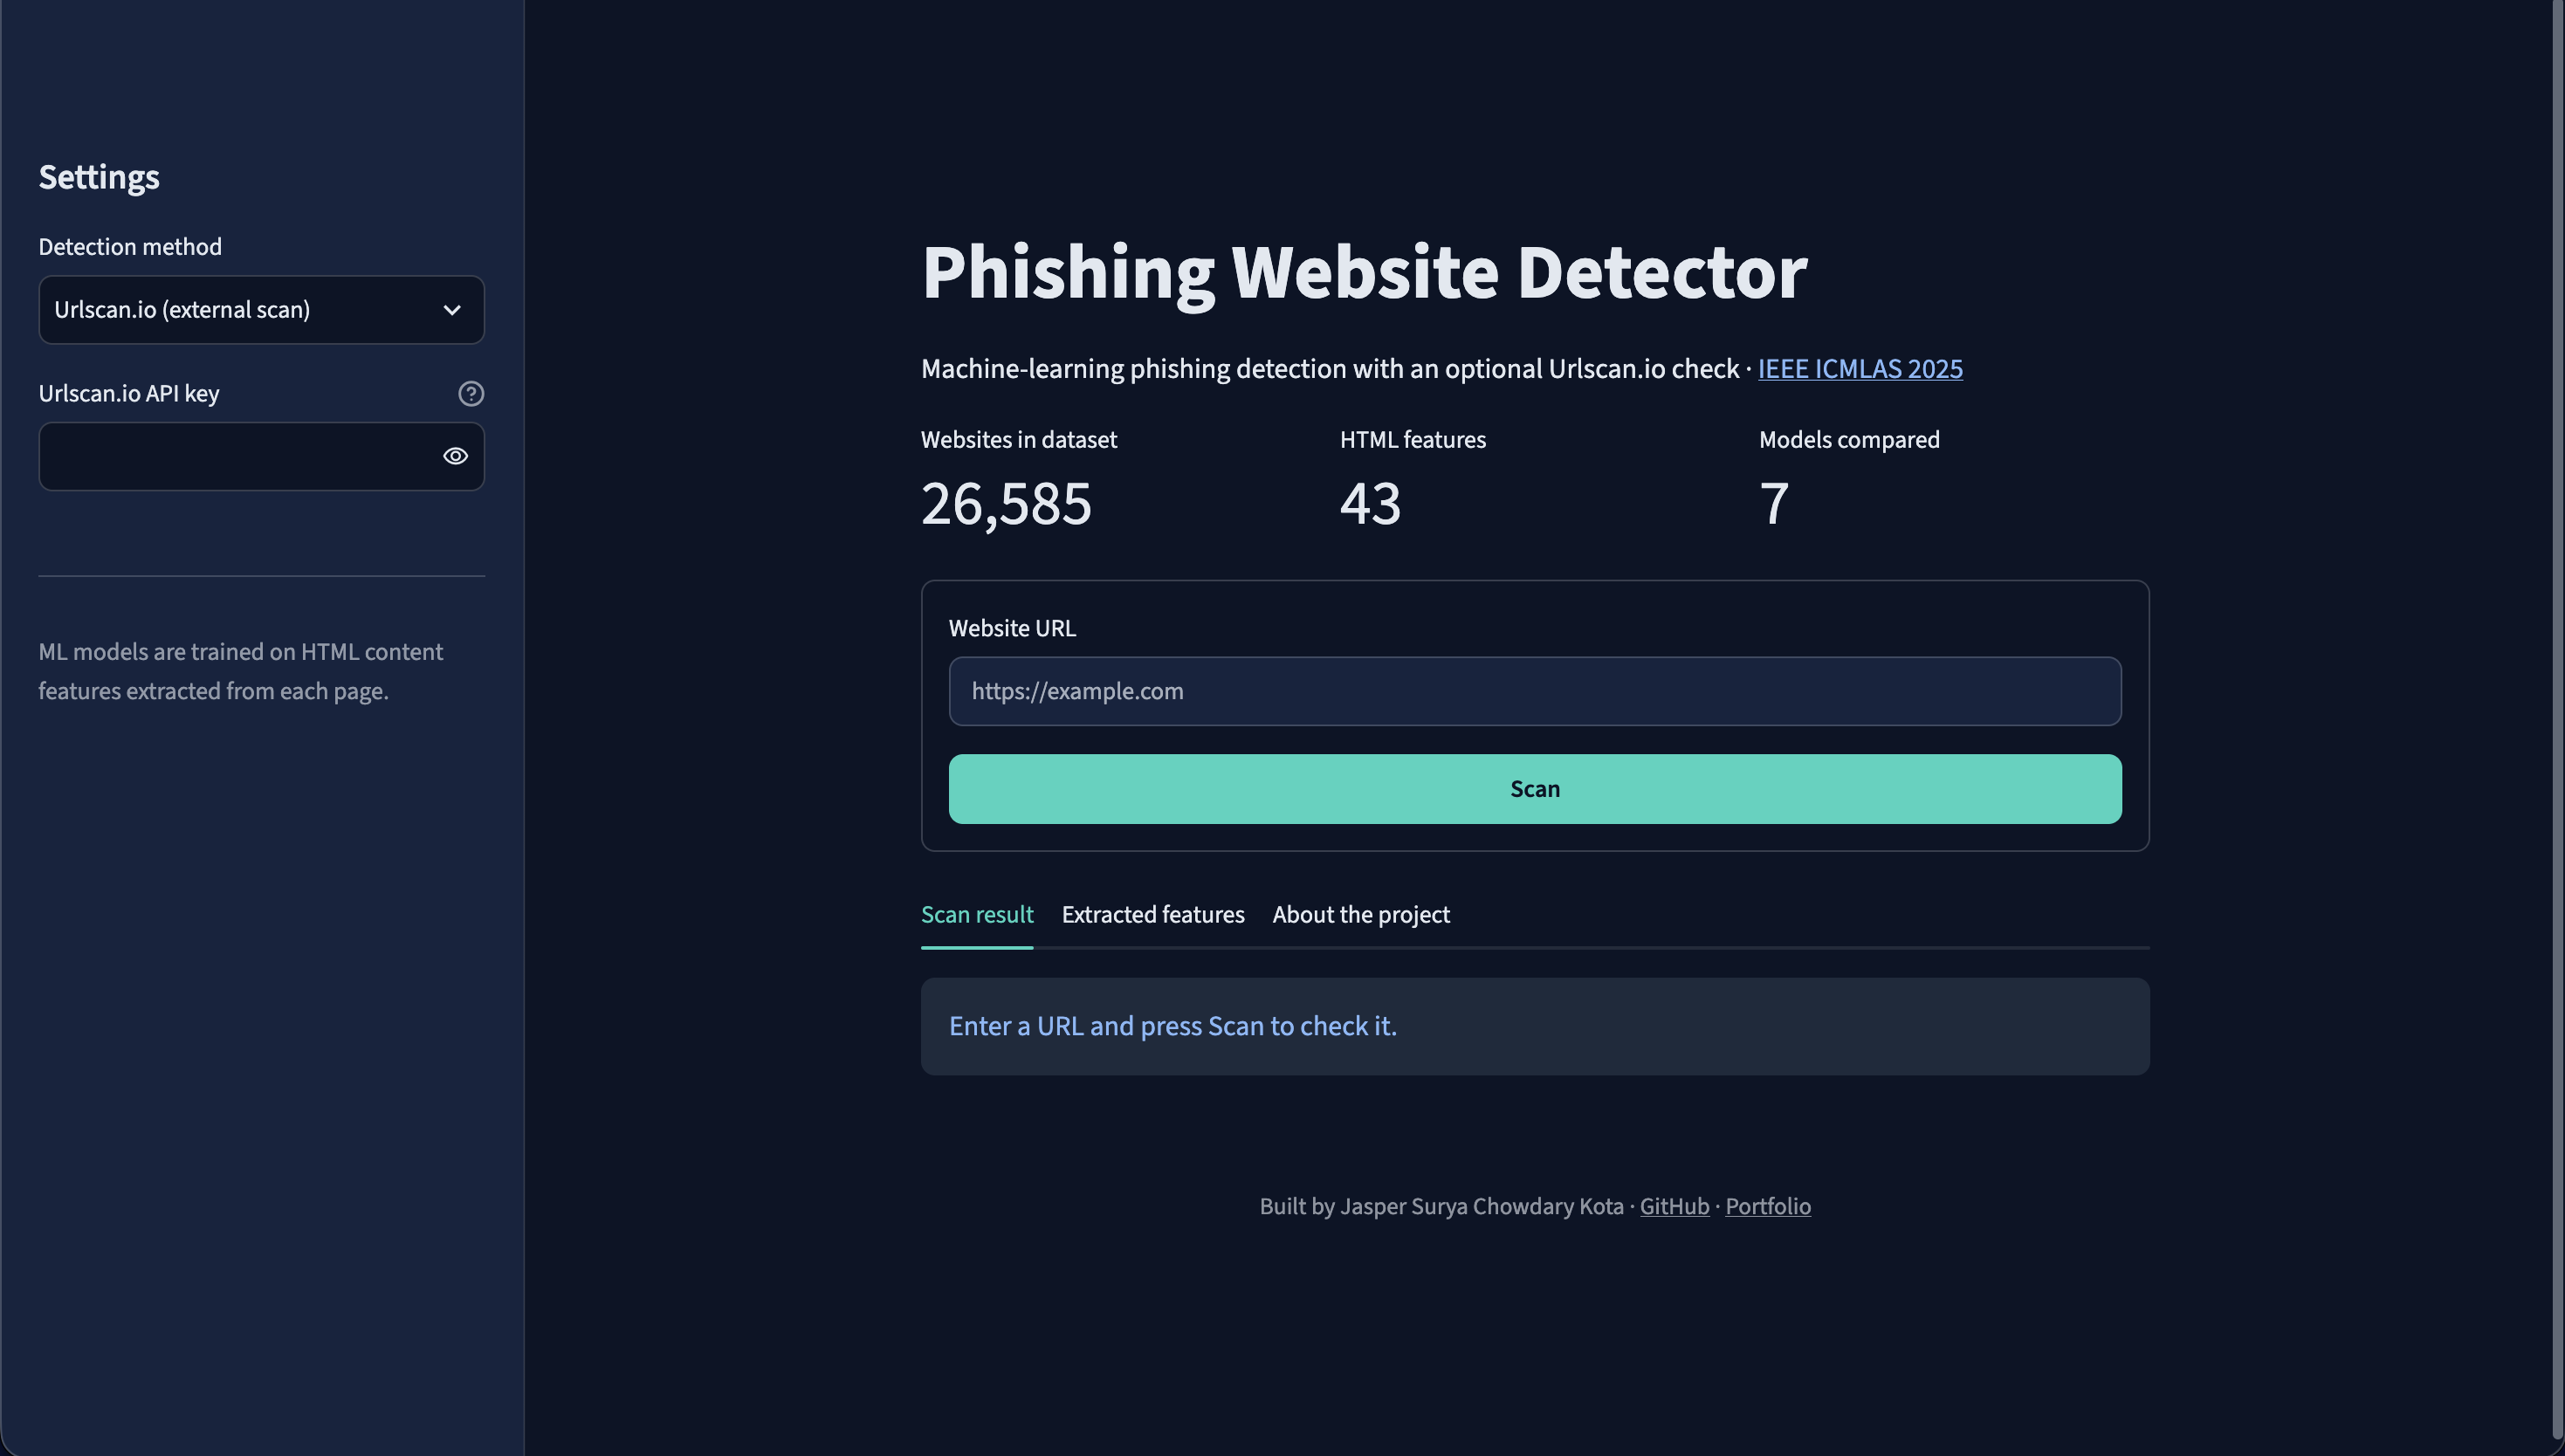 Settings
Detection method
Urlscan.io (external scan)
Urlscan.io API key
ML models are trained on HTML content
features extracted from each page.
Phishing Website Detector
Machine-learning phishing detection with an optional Urlscan.io check · IEEE ICMLAS 2025
Websites in dataset
26,585
HTML features
43
Models compared
7
Website URL
https://example.com
Scan
Scan result
Extracted features
About the project
Enter a URL and press Scan to check it.
Built by Jasper Surya Chowdary Kota · GitHub · Portfolio